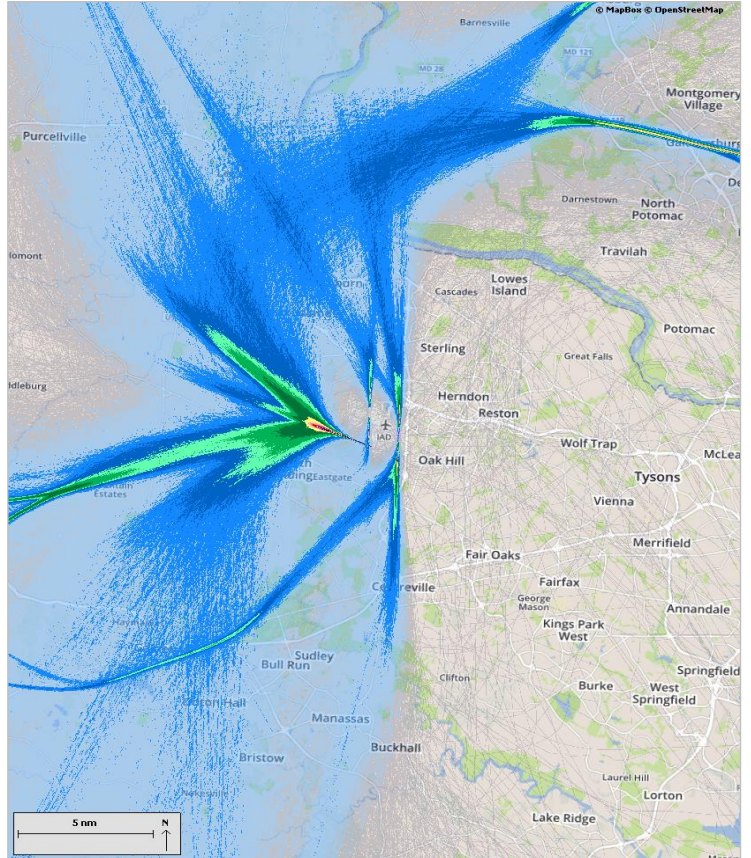 © MapBox © OpenStreetMap
Barnesville
MD 121
MD 28
Montgomery
Village
Purcellville
Darnestown
North
Potomac
Travilah
Lowes
Island
Cascades
Potomac
Sterling
Great Falls
Herndon
Reston
IAD
Wolf Trap
McLea
Oak Hill
Tysons
Eastgate
Estates
Vienna
Merrifield
Fair Oaks
Fairfax
George
Mason
Annandale
Kings Park
West
Sudley
Bull Run
Clifton
Burke
West
Springfield
Springfield
Manassas
Buckhall
Bristow
Laurel Hill
Lorton
Lake Ridge
5 nm
N